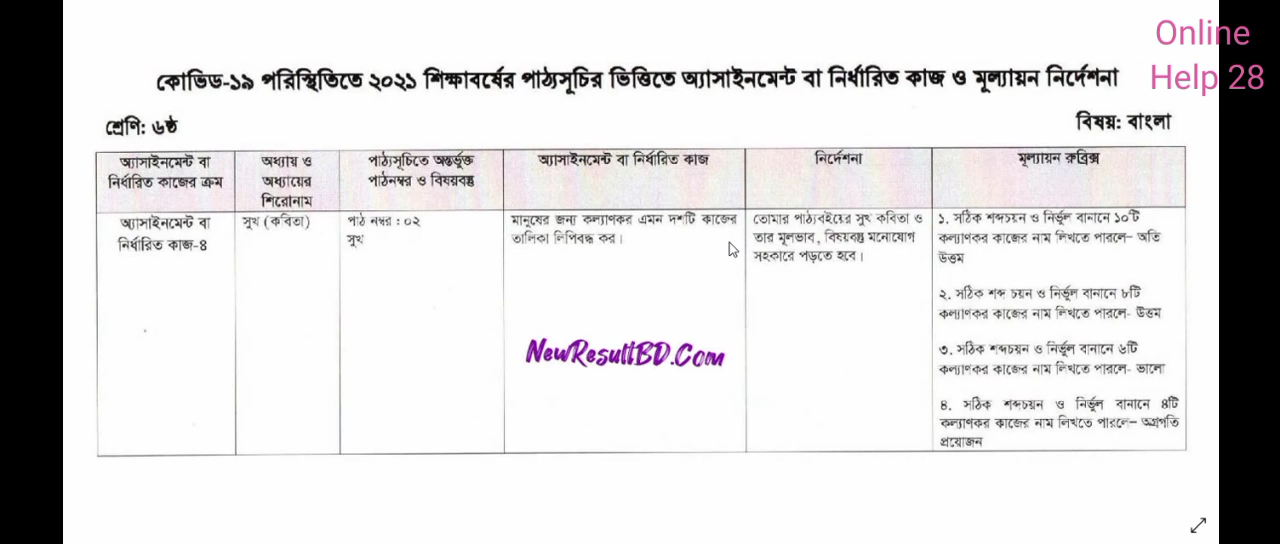 Online
Help 28
কোভিড-১৯ পরিস্থিতিতে ২০২১ শিক্ষাবর্ষের পাঠ্যসূচির ভিত্তিতে অ্যাসাইনমেন্ট বা নির্ধারিত কাজ ও মূল্যায়ন নির্দেশনা
শ্রেণি: ৬ষ্ঠ
বিষয়: বাংলা
অ্যাসাইনমেন্ট বা
নির্ধারিত কাজের ক্রম
অধ্যায় ও
অধ্যায়ের
শিরোনাম
পাঠ্যসূচিতে অন্তর্ভুক্ত
পাঠনম্বর ও বিষয়বস্তু
অ্যাসাইনমেন্ট বা নির্ধারিত কাজ
নির্দেশনা
মূল্যায়ন রুব্রিক্স
অ্যাসাইনমেন্ট বা
নির্ধারিত কাজ-৪
সুখ (কবিতা)
পাঠ নম্বর : ০২
সুখ
মানুষের জন্য কল্যাণকর এমন দশটি কাজের
তালিকা লিপিবদ্ধ কর।
তোমার পাঠ্যবইয়ের সুখ কবিতা ও
তার মূলভাব, বিষয়বস্তু মনোযোগ
সহকারে পড়তে হবে।
১. সঠিক শব্দচয়ন ও নির্ভুল বানানে ১০টি
কল্যাণকর কাজের নাম লিখতে পারলে– অতি
উত্তম
২. সঠিক শব্দ চয়ন ও নির্ভুল বানানে ৮টি
কল্যাণকর কাজের নাম লিখতে পারলে- উত্তম
৩. সঠিক শব্দচয়ন ও নির্ভুল বানানে ৬টি
কল্যাণকর কাজের নাম লিখতে পারলে- ভালো
৪. সঠিক শব্দচয়ন ও নির্ভুল বানানে ৪টি
কল্যাণকর কাজের নাম লিখতে পারলে– অগ্রগতি
প্রয়োজন
NewResultBD.Com